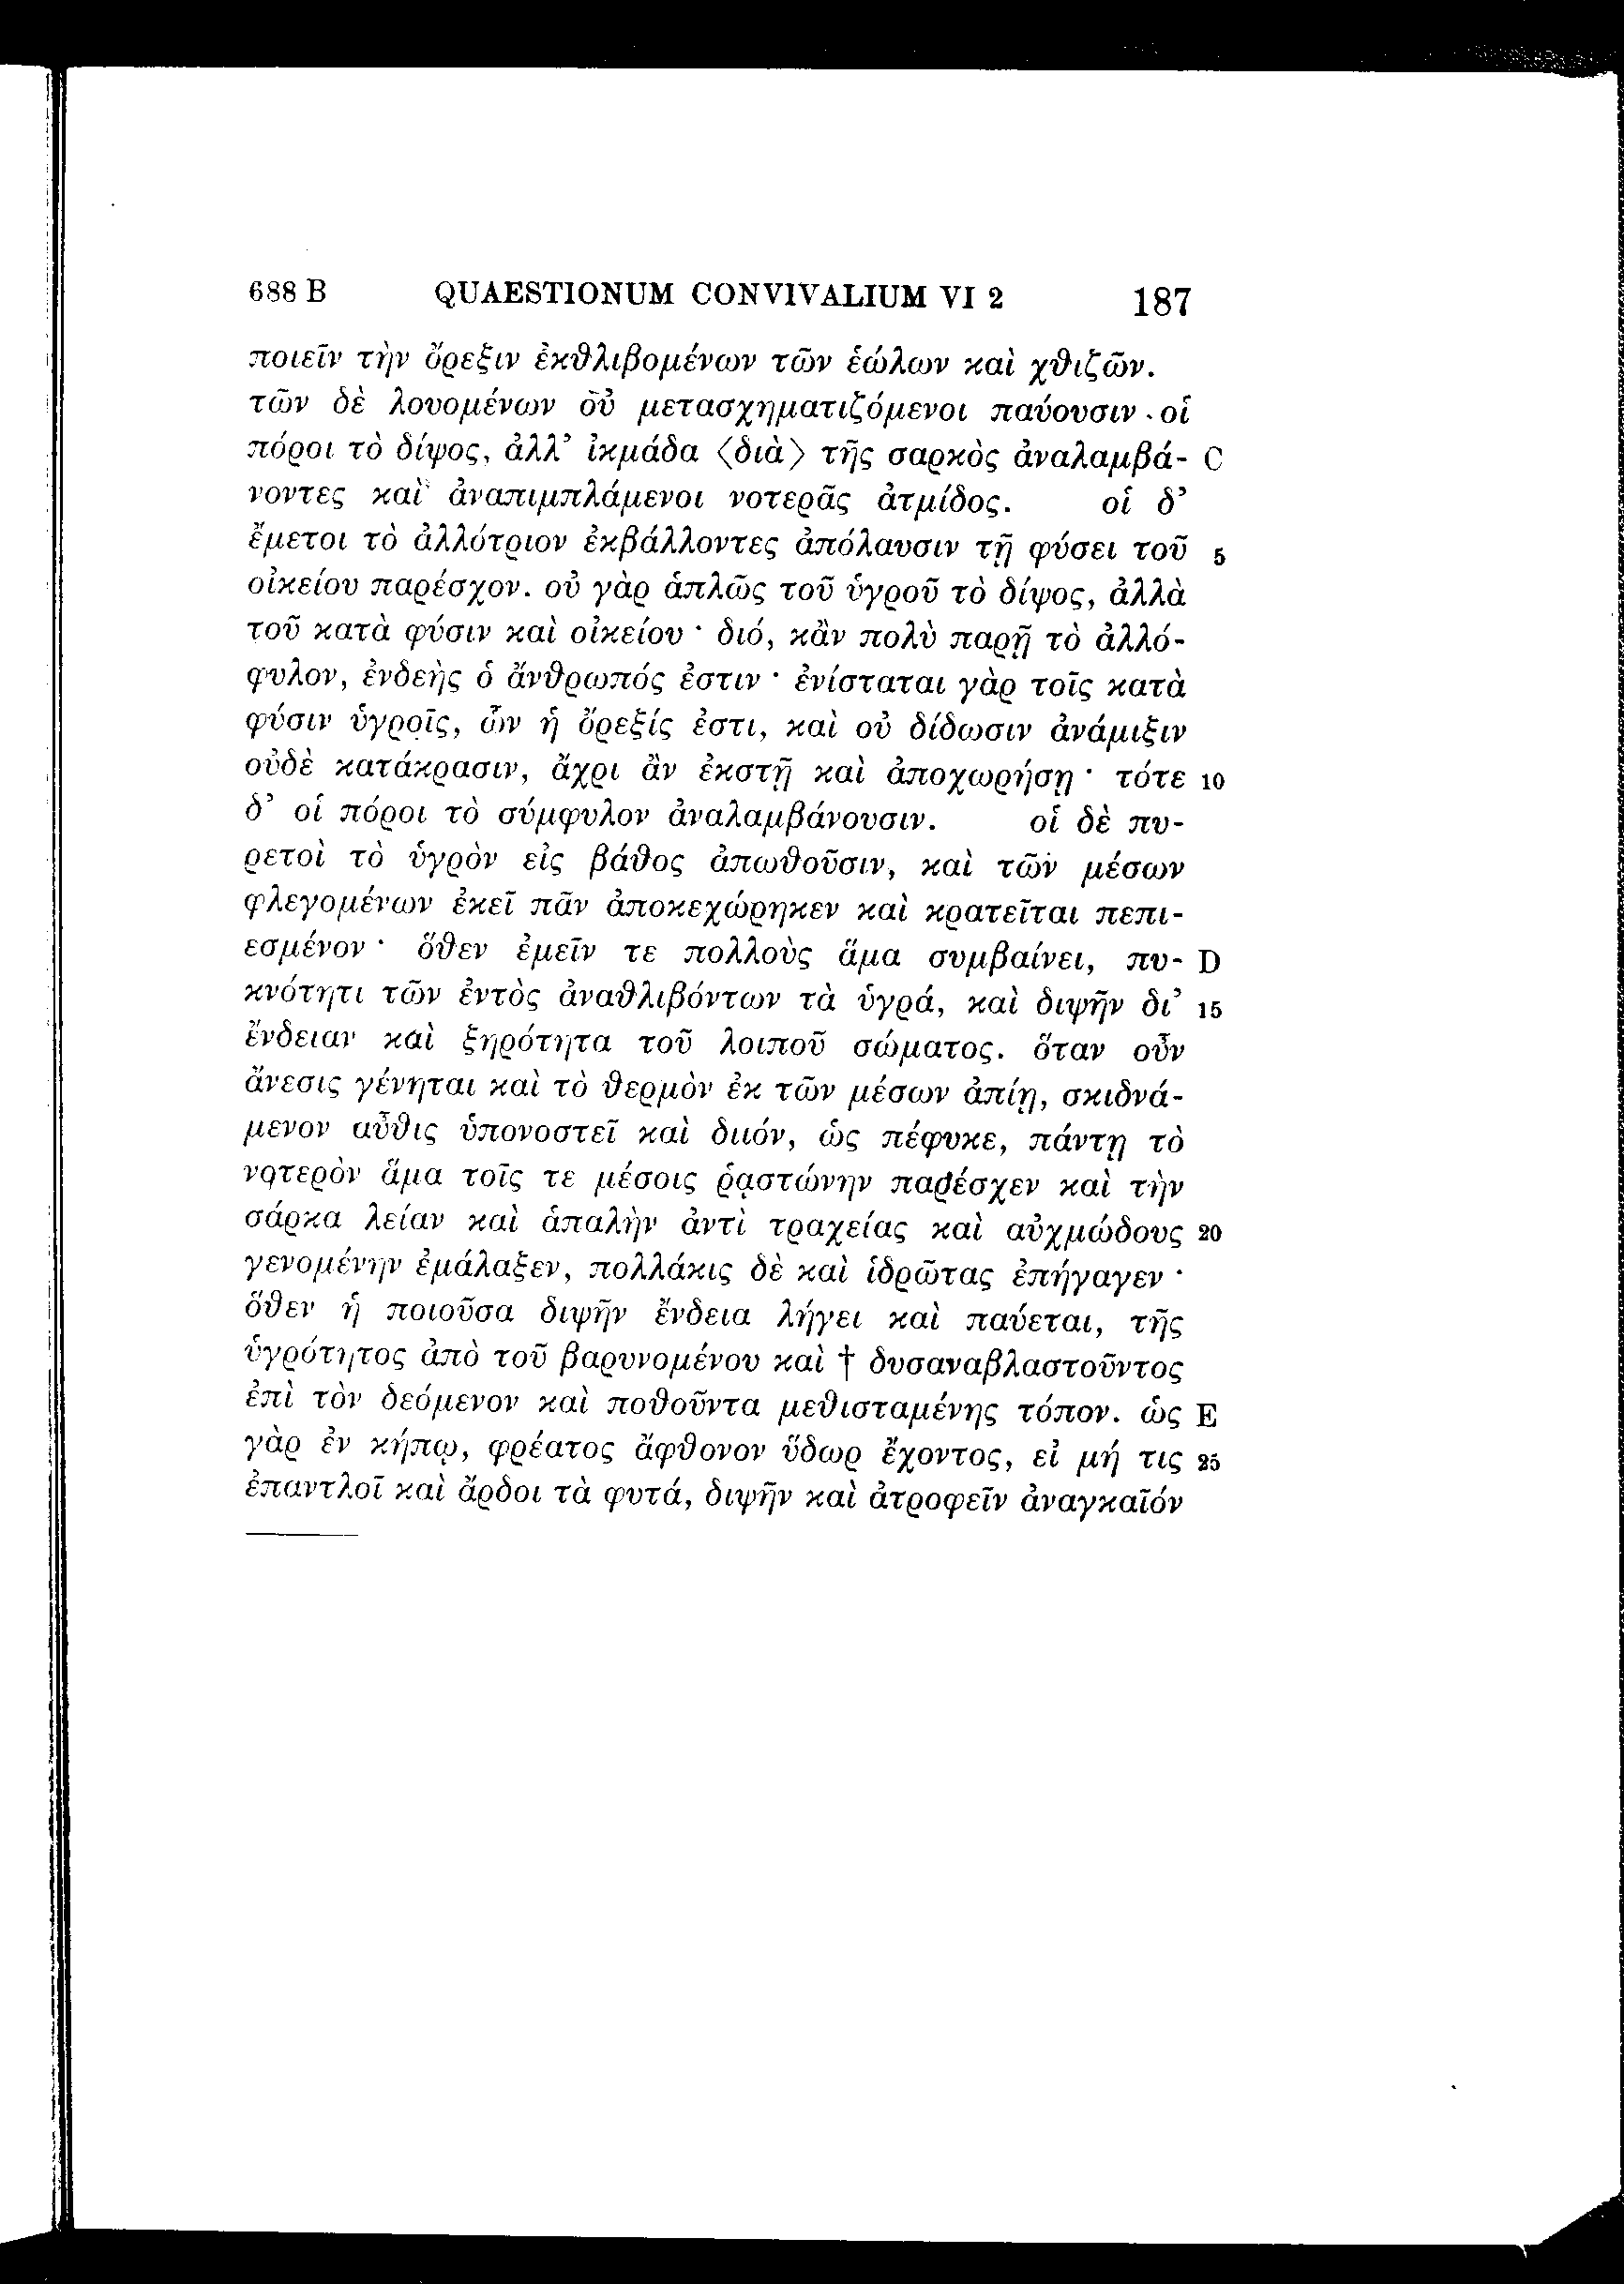 688 B QUAESTIONUM CONVIVALIUM VI 2 187
ποιεῖν τὴν ὄρεξιν ἐκθλιβομένων τῶν ἑώλων καὶ χθιζῶν.
τῶν δὲ λουομένων οὐ μετασχηματιζόμενοι παύουσιν οἱ
πόροι τὸ δίψος, ἀλλ’ ἰκμάδα ⟨διὰ⟩ τῆς σαρκὸς ἀναλαμβά- C
νοντες καὶ ἀναπιμπλάμενοι νοτερᾶς ἀτμίδος. οἱ δ’
ἔμετοι τὸ ἀλλότριον ἐκβάλλοντες ἀπόλαυσιν τῇ φύσει τοῦ 5
οἰκείου παρέσχον. οὐ γὰρ ἁπλῶς τοῦ ὑγροῦ τὸ δίψος, ἀλλὰ
τοῦ κατὰ φύσιν καὶ οἰκείου · διό, κἂν πολὺ παρῇ τὸ ἀλλό-
φυλον, ἐνδεὴς ὁ ἄνθρωπός ἐστιν · ἐνίσταται γὰρ τοῖς κατὰ
φύσιν ὑγροῖς, ὧν ἡ ὄρεξίς ἐστι, καὶ οὐ δίδωσιν ἀνάμιξιν
οὐδὲ κατάκρασιν, ἄχρι ἂν ἐκστῇ καὶ ἀποχωρήσῃ · τότε 10
δ’ οἱ πόροι τὸ σύμφυλον ἀναλαμβάνουσιν. οἱ δὲ πυ-
ρετοὶ τὸ ὑγρὸν εἰς βάθος ἀπωθοῦσιν, καὶ τῶν μέσων
φλεγομένων ἐκεῖ πᾶν ἀποκεχώρηκεν καὶ κρατεῖται πεπι-
εσμένον · ὅθεν ἐμεῖν τε πολλοὺς ἅμα συμβαίνει, πυ- D
κνότητι τῶν ἐντὸς ἀναθλιβόντων τὰ ὑγρά, καὶ διψῆν δι’ 15
ἔνδειαν καὶ ξηρότητα τοῦ λοιποῦ σώματος. ὅταν οὖν
ἄνεσις γένηται καὶ τὸ θερμὸν ἐκ τῶν μέσων ἀπίῃ, σκιδνά-
μενον αὖθις ὑπονοστεῖ καὶ διιόν, ὡς πέφυκε, πάντῃ τὸ
νοτερὸν ἅμα τοῖς τε μέσοις ῥᾳστώνην παρέσχεν καὶ τὴν
σάρκα λείαν καὶ ἁπαλὴν ἀντὶ τραχείας καὶ αὐχμώδους 20
γενομένην ἐμάλαξεν, πολλάκις δὲ καὶ ἱδρῶτας ἐπήγαγεν ·
ὅθεν ἡ ποιοῦσα διψῆν ἔνδεια λήγει καὶ παύεται, τῆς
ὑγρότητος ἀπὸ τοῦ βαρυνομένου καὶ † δυσαναβλαστοῦντος
ἐπὶ τὸν δεόμενον καὶ ποθοῦντα μεθισταμένης τόπον. ὡς E
γὰρ ἐν κήπῳ, φρέατος ἄφθονον ὕδωρ ἔχοντος, εἰ μή τις 25
ἐπαντλοῖ καὶ ἄρδοι τὰ φυτά, διψῆν καὶ ἀτροφεῖν ἀναγκαῖόν